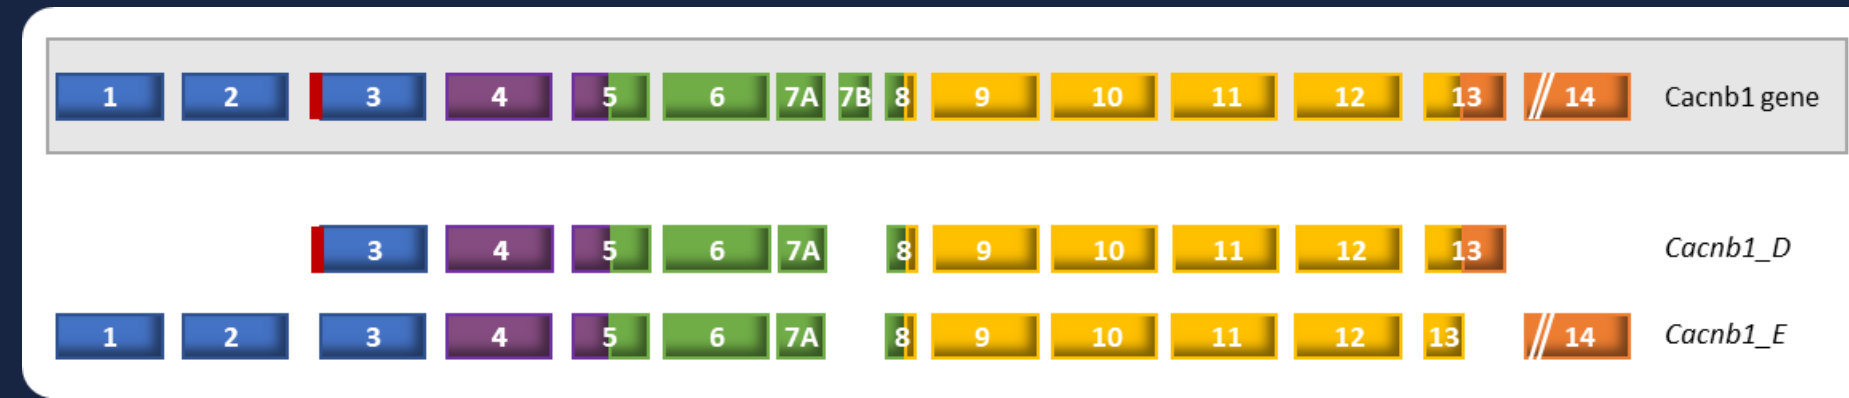 1 2 3 4 5 6 7A 7B 8 9 10 11 12 13 14 Cacnb1 gene
3 4 5 6 7A 8 9 10 11 12 13 Cacnb1_D
1 2 3 4 5 6 7A 8 9 10 11 12 13 14 Cacnb1_E